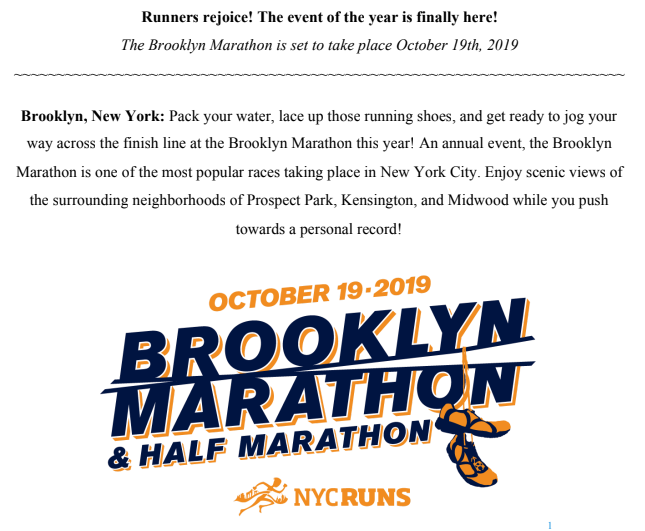 Runners rejoice! The event of the year is finally here!
The Brooklyn Marathon is set to take place October 19th, 2019
~~~~~~~~~~~~~~~~~~~~~~~~~~~~~~~~~~~~~~~~~~~~~~~~~~~~~~~~~~~~~~~~~~~~~~~~~~~
Brooklyn, New York: Pack your water, lace up those running shoes, and get ready to jog your
way across the finish line at the Brooklyn Marathon this year! An annual event, the Brooklyn
Marathon is one of the most popular races taking place in New York City. Enjoy scenic views of
the surrounding neighborhoods of Prospect Park, Kensington, and Midwood while you push
towards a personal record!
OCTOBER 19·2019
BROOKLYN
MARATHON
& HALF MARATHON
NYCRUNS
1